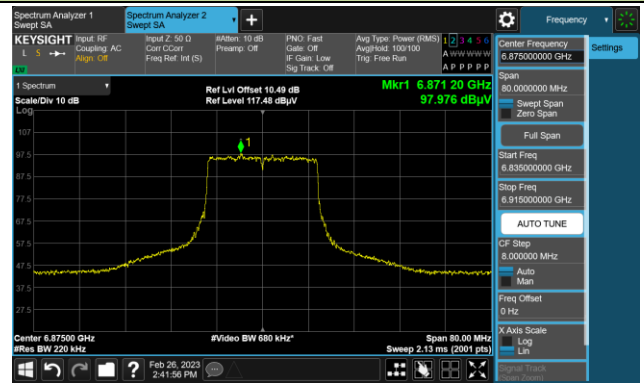 Spectrum Analyzer 1
Swept SA
Spectrum Analyzer 2
Swept SA
+
Frequency
KEYSIGHT
L S
Input: RF
Coupling: AC
Align: Off
Input Z: 50 Ω
Corr CCorr
Freq Ref: Int (S)
#Atten: 10 dB
Preamp: Off
PNO: Fast
Gate: Off
IF Gain: Low
Sig Track: Off
Avg Type: Power (RMS)
Avg|Hold: 100/100
Trig: Free Run
1 2 3 4 5 6
A W W W W W
A P P P P P
1 Spectrum
Scale/Div 10 dB
Log
Ref Lvl Offset 10.49 dB
Ref Level 117.48 dBµV
Mkr1 6.871 20 GHz
97.976 dBµV
1
107
97.5
87.5
77.5
67.5
57.5
47.5
37.5
27.5
Center 6.87500 GHz
#Res BW 220 kHz
#Video BW 680 kHz*
Span 80.00 MHz
Sweep 2.13 ms (2001 pts)
Center Frequency
6.875000000 GHz
Settings
Span
80.0000000 MHz
Swept Span
Zero Span
Full Span
Start Freq
6.835000000 GHz
Stop Freq
6.915000000 GHz
AUTO TUNE
CF Step
8.000000 MHz
Auto
Man
Freq Offset
0 Hz
X Axis Scale
Log
Lin
Signal Track
(Span Zoom)
?
Feb 26, 2023
2:41:56 PM